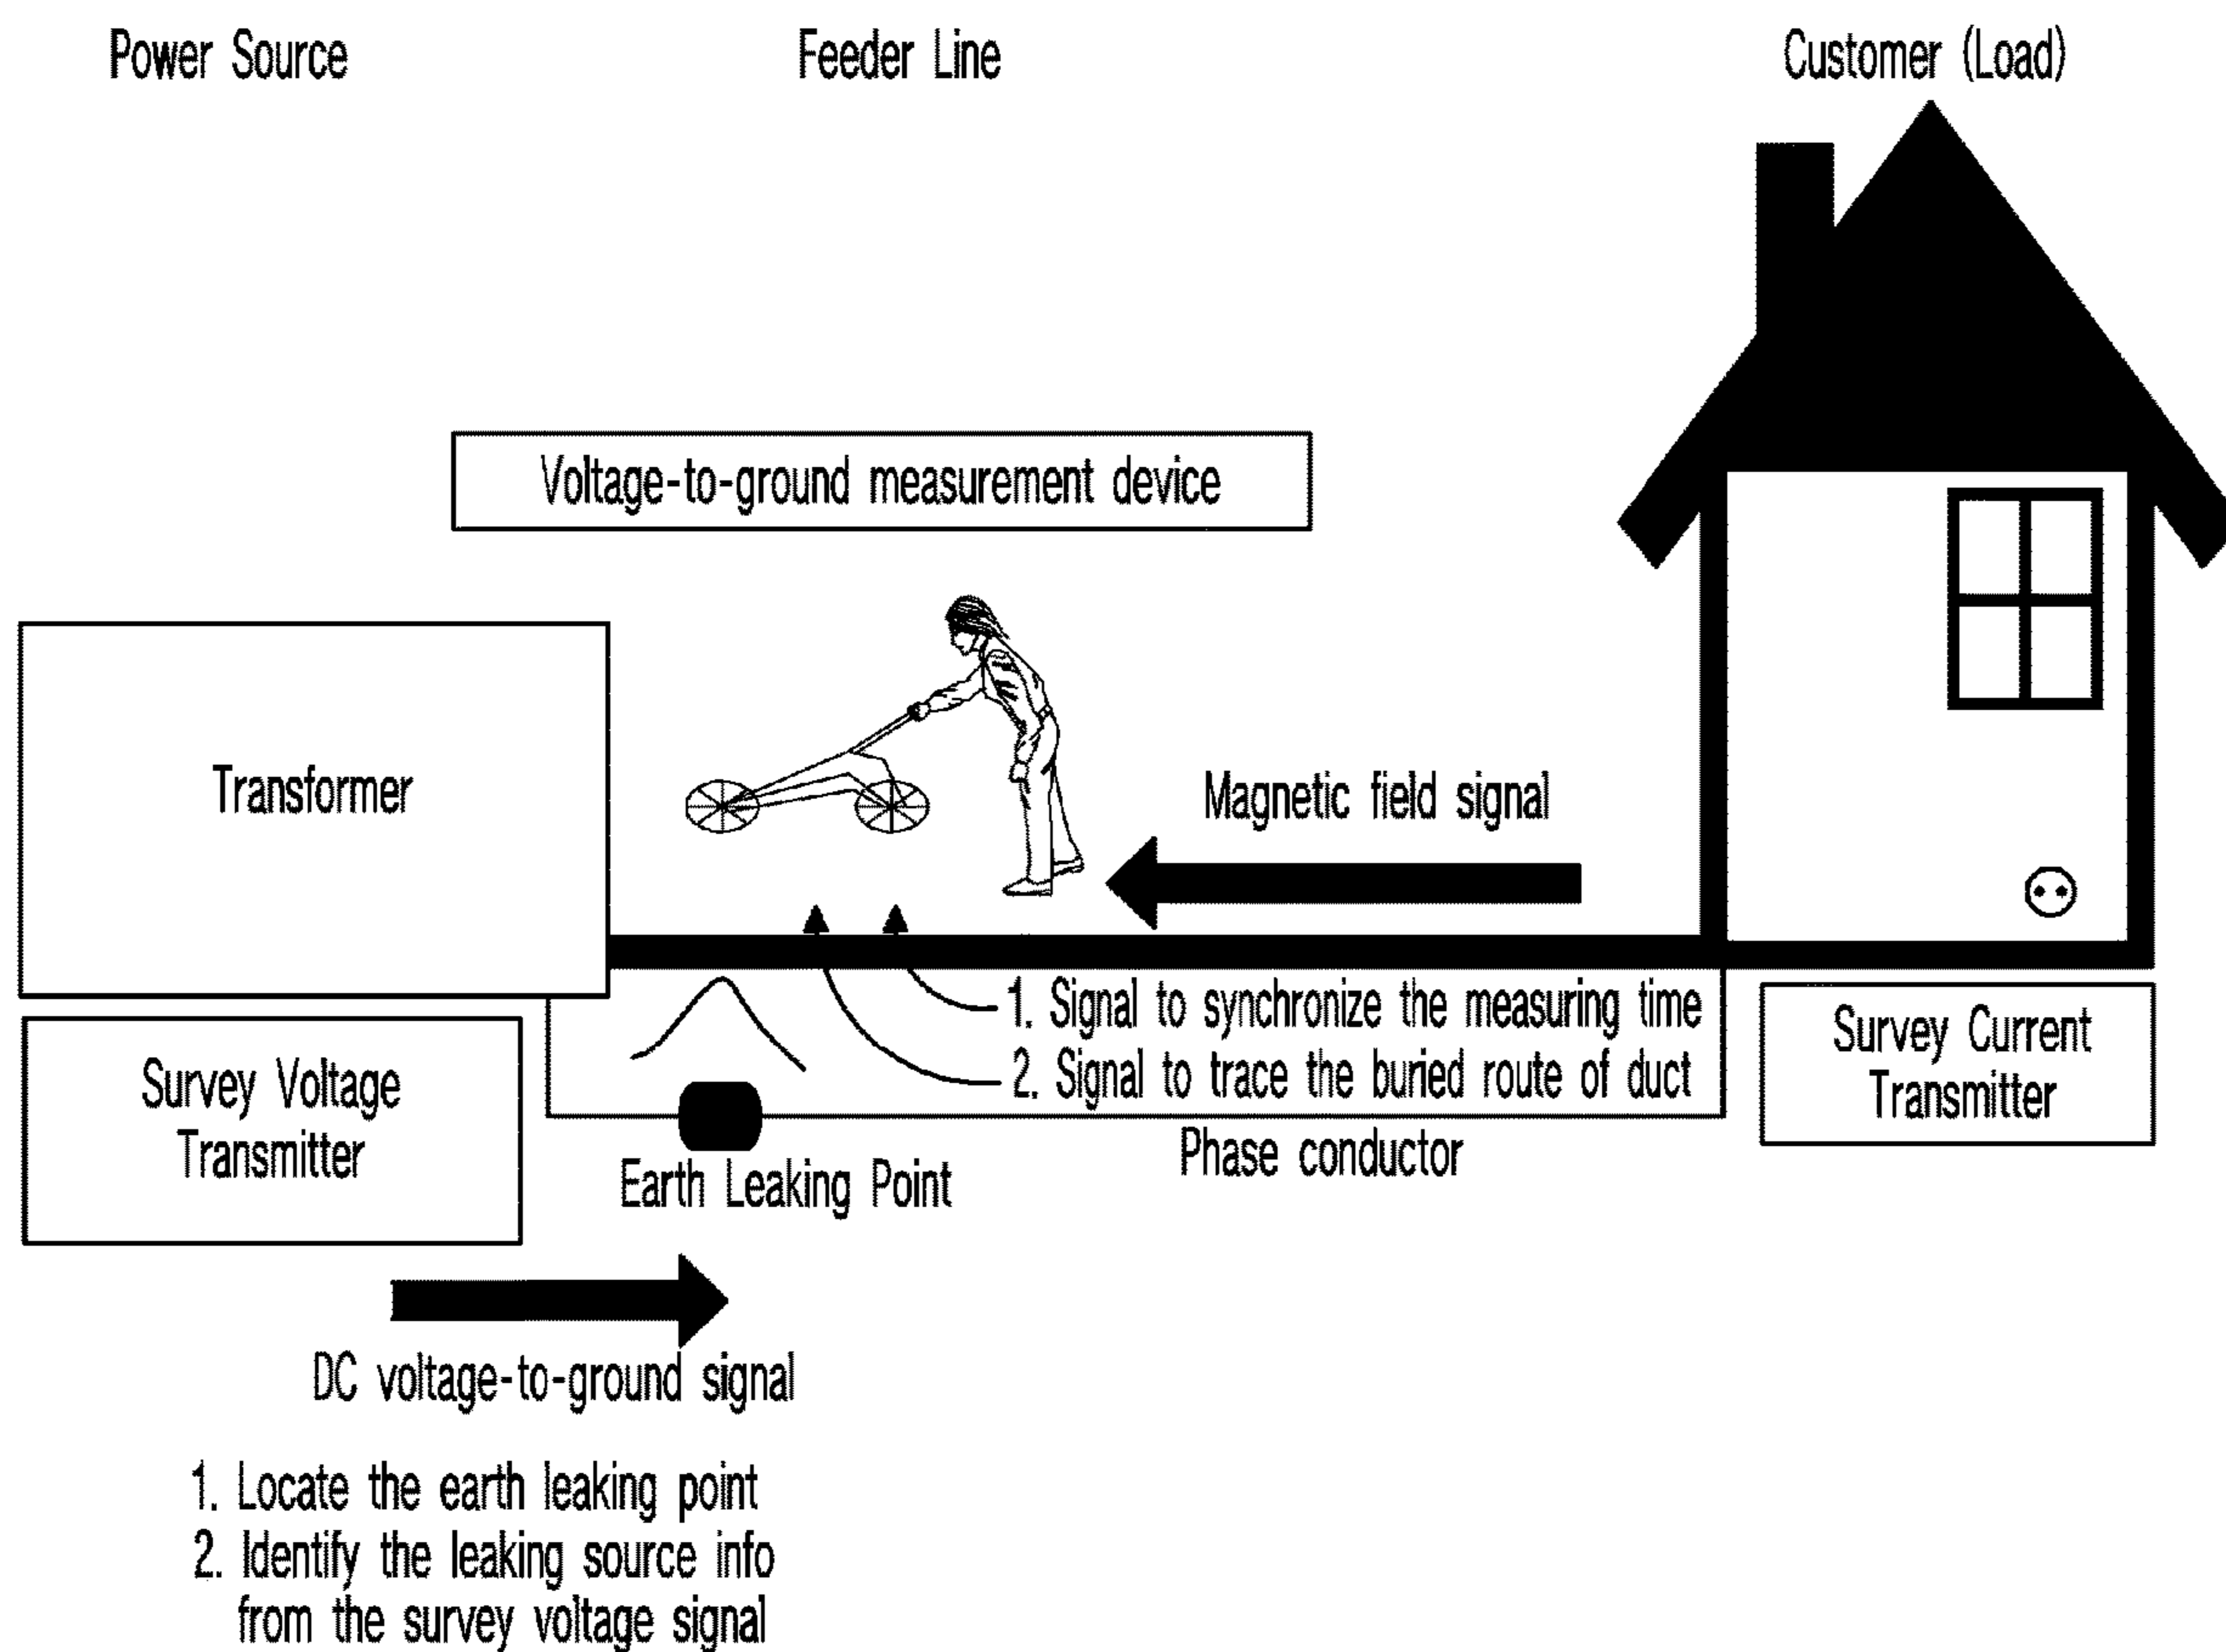 Power Source
Feeder Line
Customer (Load)
Voltage-to-ground measurement device
Transformer
Magnetic field signal
1. Signal to synchronize the measuring time
2. Signal to trace the buried route of duct
Survey Voltage
Transmitter
Survey Current
Transmitter
Phase conductor
Earth Leaking Point
DC voltage-to-ground signal
1. Locate the earth leaking point
2. Identify the leaking source info
from the survey voltage signal